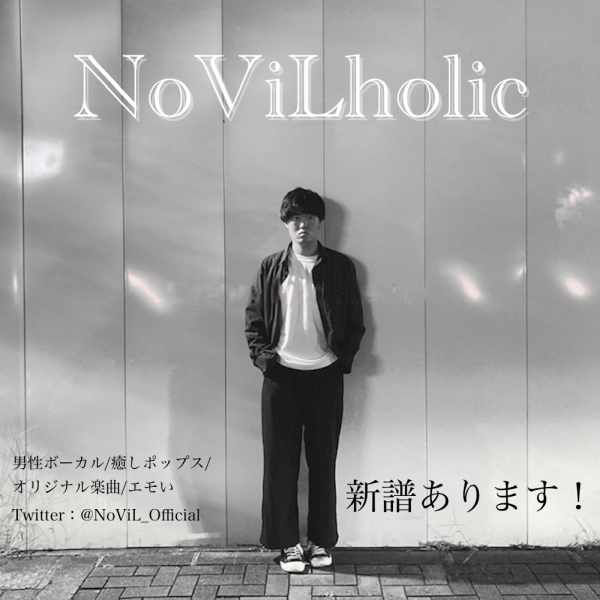 NoViLholic
男性ボーカル/癒しポップス/
オリジナル楽曲/エモい
Twitter：@NoViL_Official
新譜あります！